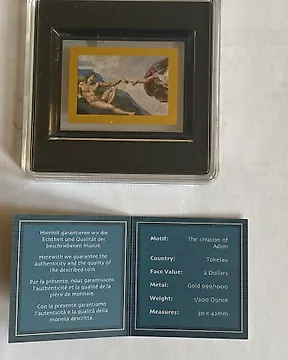 Hiermit garantieren wir die
Echtheit und Qualität der
beschriebenen Münze.
Herewith we guarantee the
authenticity and the quality of
the described coin.
Par la présente, nous garantissons
l'autenticité et la qualité de la
pièce de monnaie.
Con la presente garantiamo
l'autenticità e la qualità della
moneta descritta.
Motif: The creation of
Adam
Country: Tokelau
Face Value: 2 Dollars
Metal: Gold 999/1000
Weight: 1/200 Ounce
Measures: 30 x 42mm